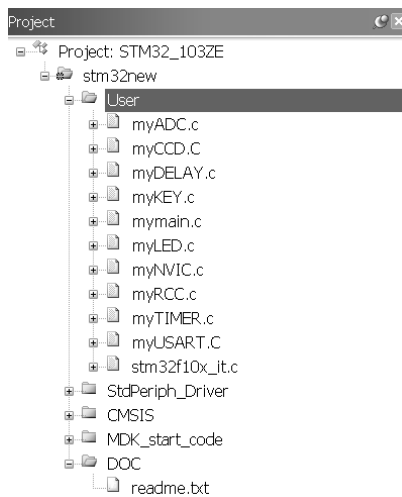 Project
Project: STM32_103ZE
stm32new
User
myADC.c
myCCD.C
myDELAY.c
myKEY.c
mymain.c
myLED.c
myNVIC.c
myRCC.c
myTIMER.c
myUSART.C
stm32f10x_it.c
StdPeriph_Driver
CMSIS
MDK_start_code
DOC
readme.txt